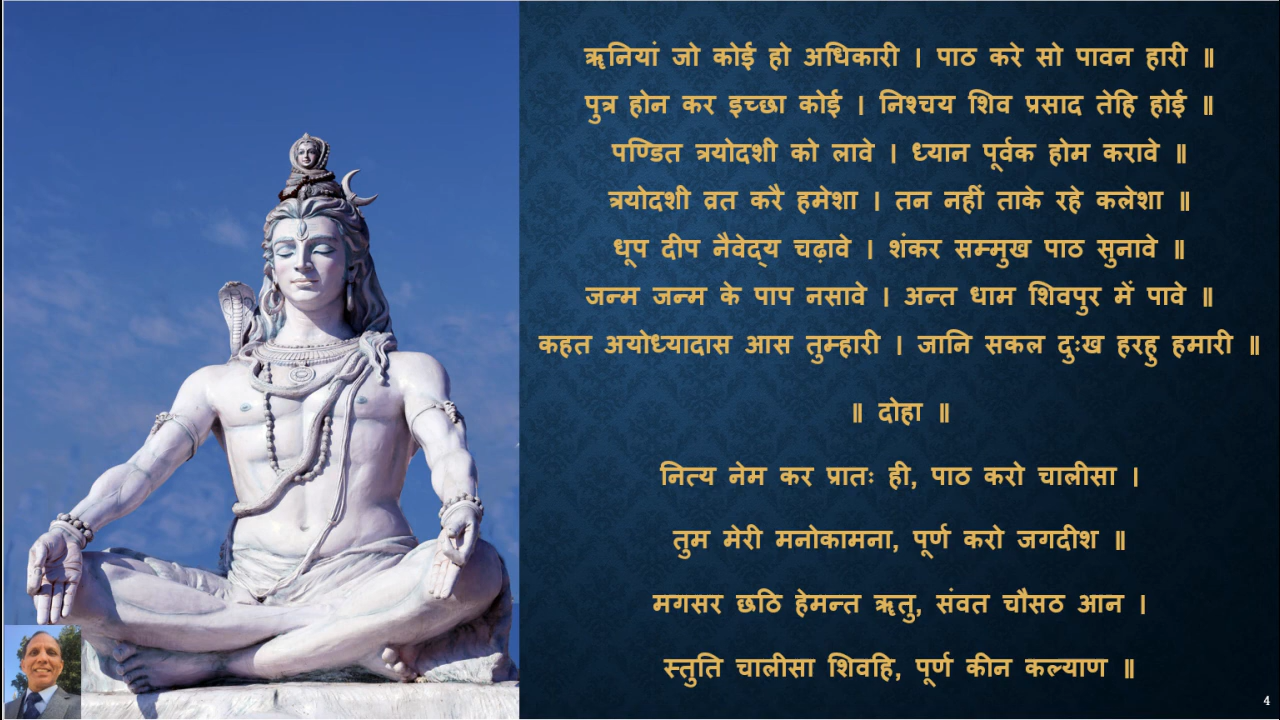 ॠनियां जो कोई हो अधिकारी । पाठ करे सो पावन हारी ॥
पुत्र होन कर इच्छा कोई । निश्चय शिव प्रसाद तेहि होई ॥
पण्डित त्रयोदशी को लावे । ध्यान पूर्वक होम करावे ॥
त्रयोदशी व्रत करै हमेशा । तन नहीं ताके रहे कलेशा ॥
धूप दीप नैवेद्य चढ़ावे । शंकर सम्मुख पाठ सुनावे ॥
जन्म जन्म के पाप नसावे । अन्त धाम शिवपुर में पावे ॥
कहत अयोध्यादास आस तुम्हारी । जानि सकल दुःख हरहु हमारी ॥
॥ दोहा ॥
नित्य नेम कर प्रातः ही, पाठ करो चालीसा ।
तुम मेरी मनोकामना, पूर्ण करो जगदीश ॥
मगसर छठि हेमन्त ॠतु, संवत चौसठ आन ।
स्तुति चालीसा शिवहि, पूर्ण कीन कल्याण ॥
4